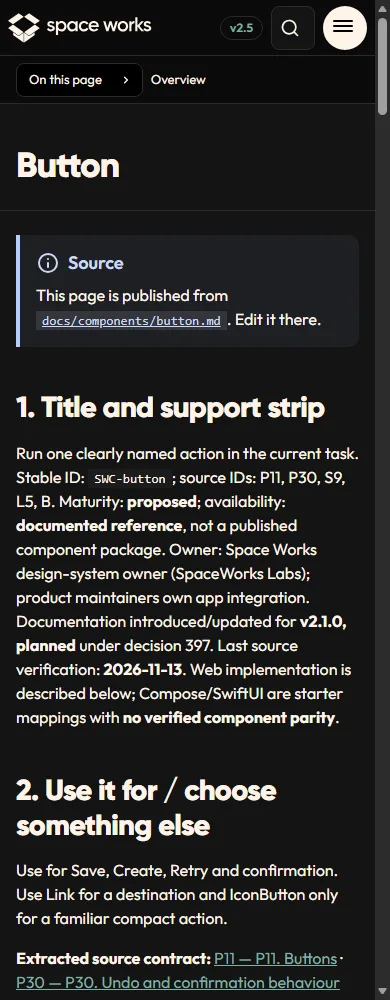 space works
v2.5
On this page
Overview
Button
Source
This page is published from
docs/components/button.md . Edit it there.
1. Title and support strip
Run one clearly named action in the current task.
Stable ID: SWC-button ; source IDs: P11, P30, S9,
L5, B. Maturity: proposed; availability:
documented reference, not a published
component package. Owner: Space Works
design-system owner (SpaceWorks Labs);
product maintainers own app integration.
Documentation introduced/updated for v2.1.0,
planned under decision 397. Last source
verification: 2026-11-13. Web implementation is
described below; Compose/SwiftUI are starter
mappings with no verified component parity.
2. Use it for / choose
something else
Use for Save, Create, Retry and confirmation.
Use Link for a destination and IconButton only
for a familiar compact action.
Extracted source contract: P11 — P11. Buttons ·
P30 — P30. Undo and confirmation behaviour